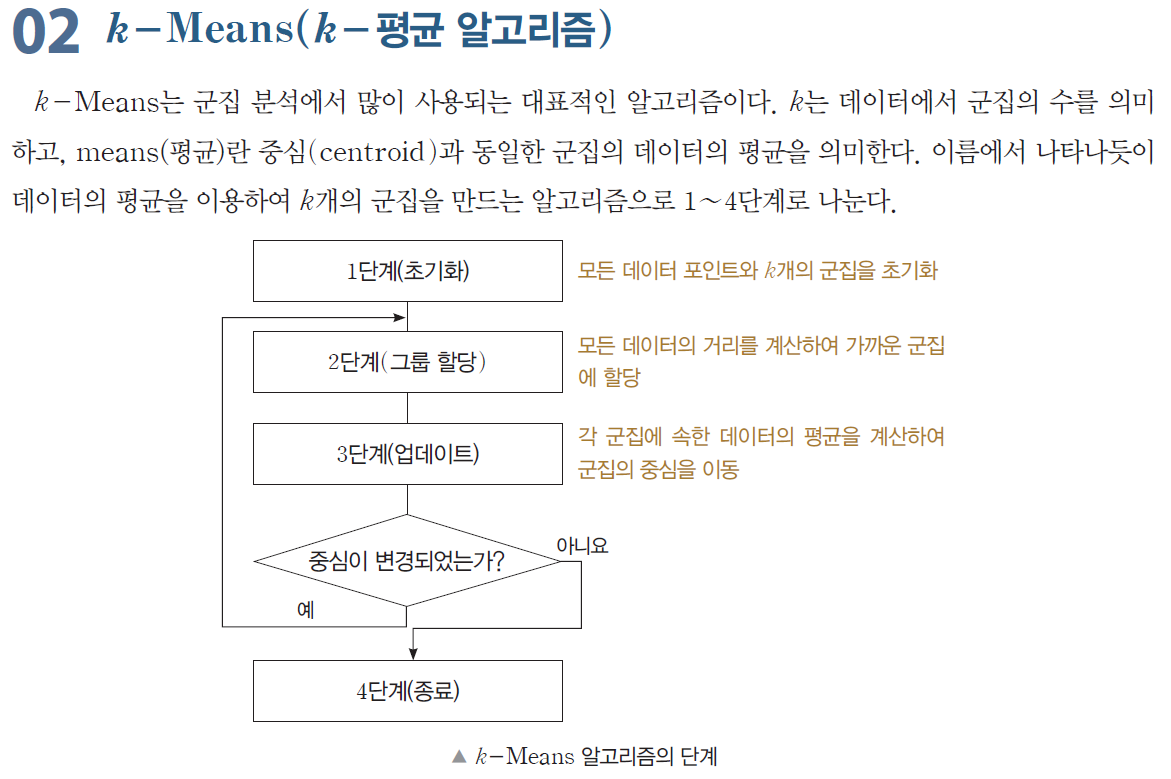 02 k-Means(k-평균 알고리즘)
k-Means는 군집 분석에서 많이 사용되는 대표적인 알고리즘이다. k는 데이터에서 군집의 수를 의미
하고, means(평균)란 중심(centroid)과 동일한 군집의 데이터의 평균을 의미한다. 이름에서 나타나듯이
데이터의 평균을 이용하여 k개의 군집을 만드는 알고리즘으로 1~4단계로 나눈다.
1단계(초기화)
모든 데이터 포인트와 k개의 군집을 초기화
2단계(그룹 할당)
모든 데이터의 거리를 계산하여 가까운 군집
에 할당
3단계(업데이트)
각 군집에 속한 데이터의 평균을 계산하여
군집의 중심을 이동
중심이 변경되었는가?
아니요
예
4단계(종료)
▲ k-Means 알고리즘의 단계